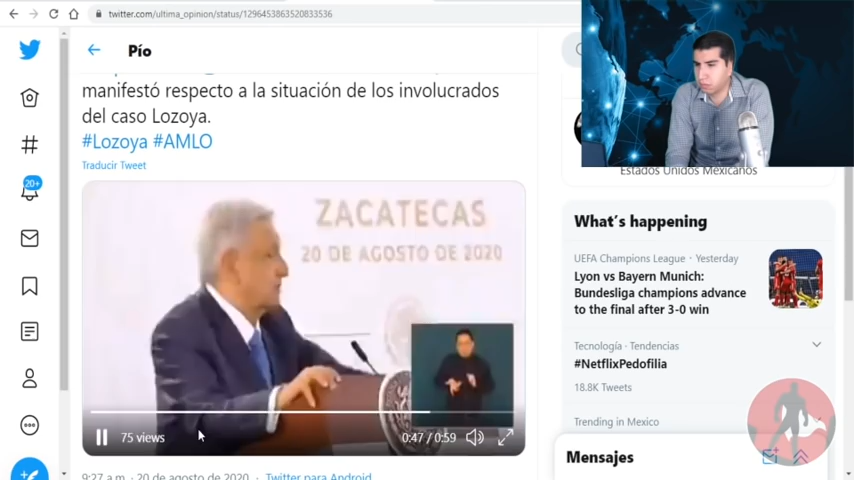 twitter.com/ultima_opinion/status/1296453863520833536
Pío
manifestó respecto a la situación de los involucrados
del caso Lozoya.
#Lozoya #AMLO
Traducir Tweet
ZACATECAS
20 DE AGOSTO DE 2020
75 views
0:47 / 0:59
9:27 a.m. · 20 de agosto de 2020 · Twitter para Android
20+
Estados Unidos Mexicanos
What's happening
UEFA Champions League · Yesterday
Lyon vs Bayern Munich:
Bundesliga champions advance
to the final after 3-0 win
Tecnología · Tendencias
#NetflixPedofilia
18.8K Tweets
Trending in Mexico
Mensajes